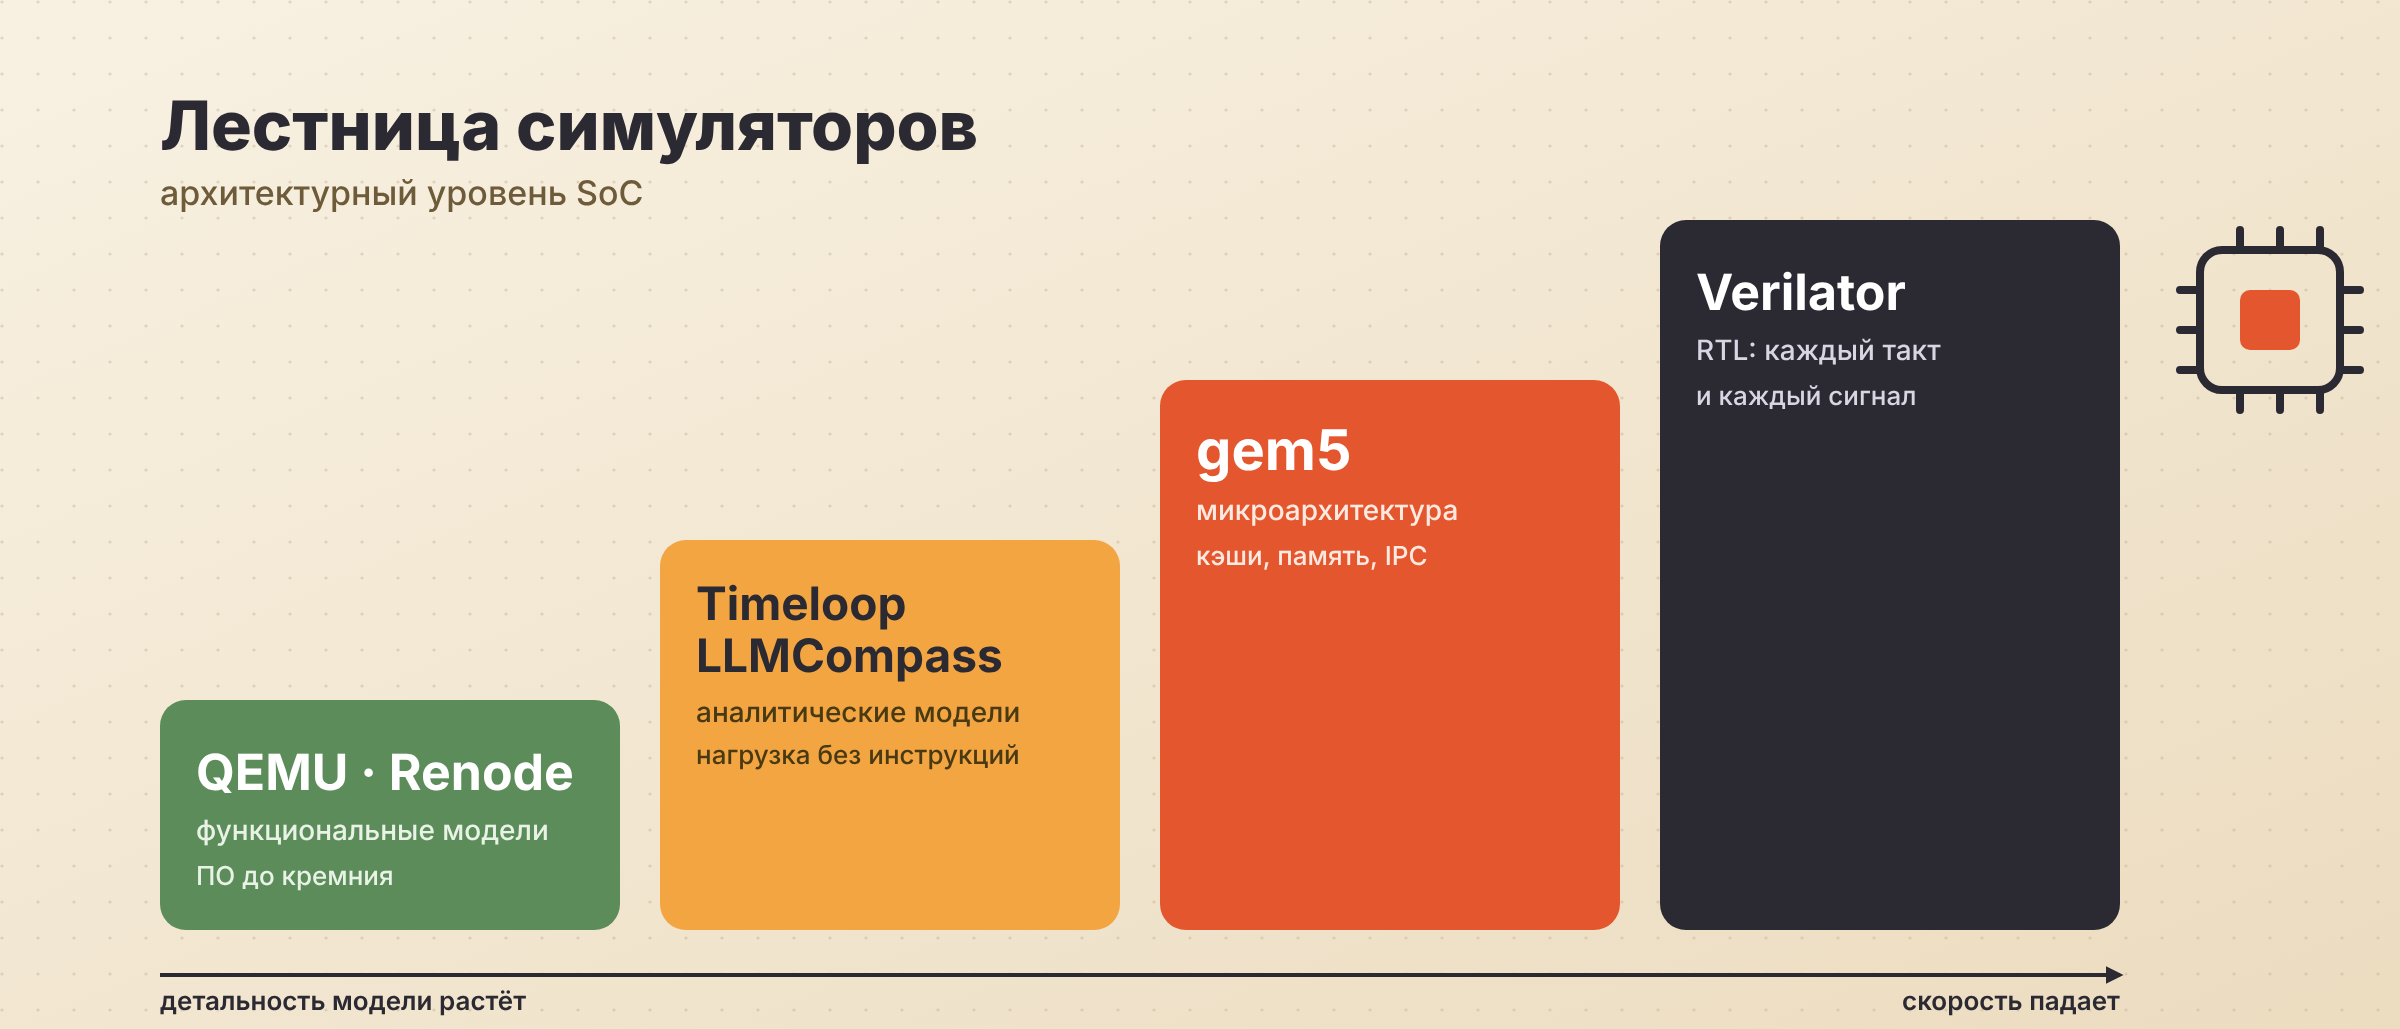 Лестница симуляторов
архитектурный уровень SoC
QEMU · Renode
функциональные модели
ПО до кремния
Timeloop
LLMCompass
аналитические модели
нагрузка без инструкций
gem5
микроархитектура
кэши, память, IPC
Verilator
RTL: каждый такт
и каждый сигнал
детальность модели растёт
скорость падает